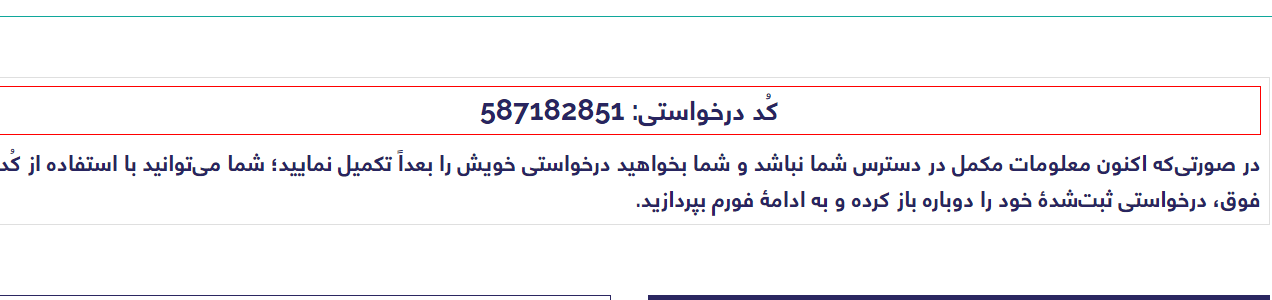 کُد درخواستی: 587182851
در صورتی‌که اکنون معلومات مکمل در دسترس شما نباشد و شما بخواهید درخواستی خویش را بعداً تکمیل نمایید؛ شما می‌توانید با استفاده از کُد
فوق، درخواستی ثبت‌شدهٔ خود را دوباره باز کرده و به ادامهٔ فورم بپردازید.